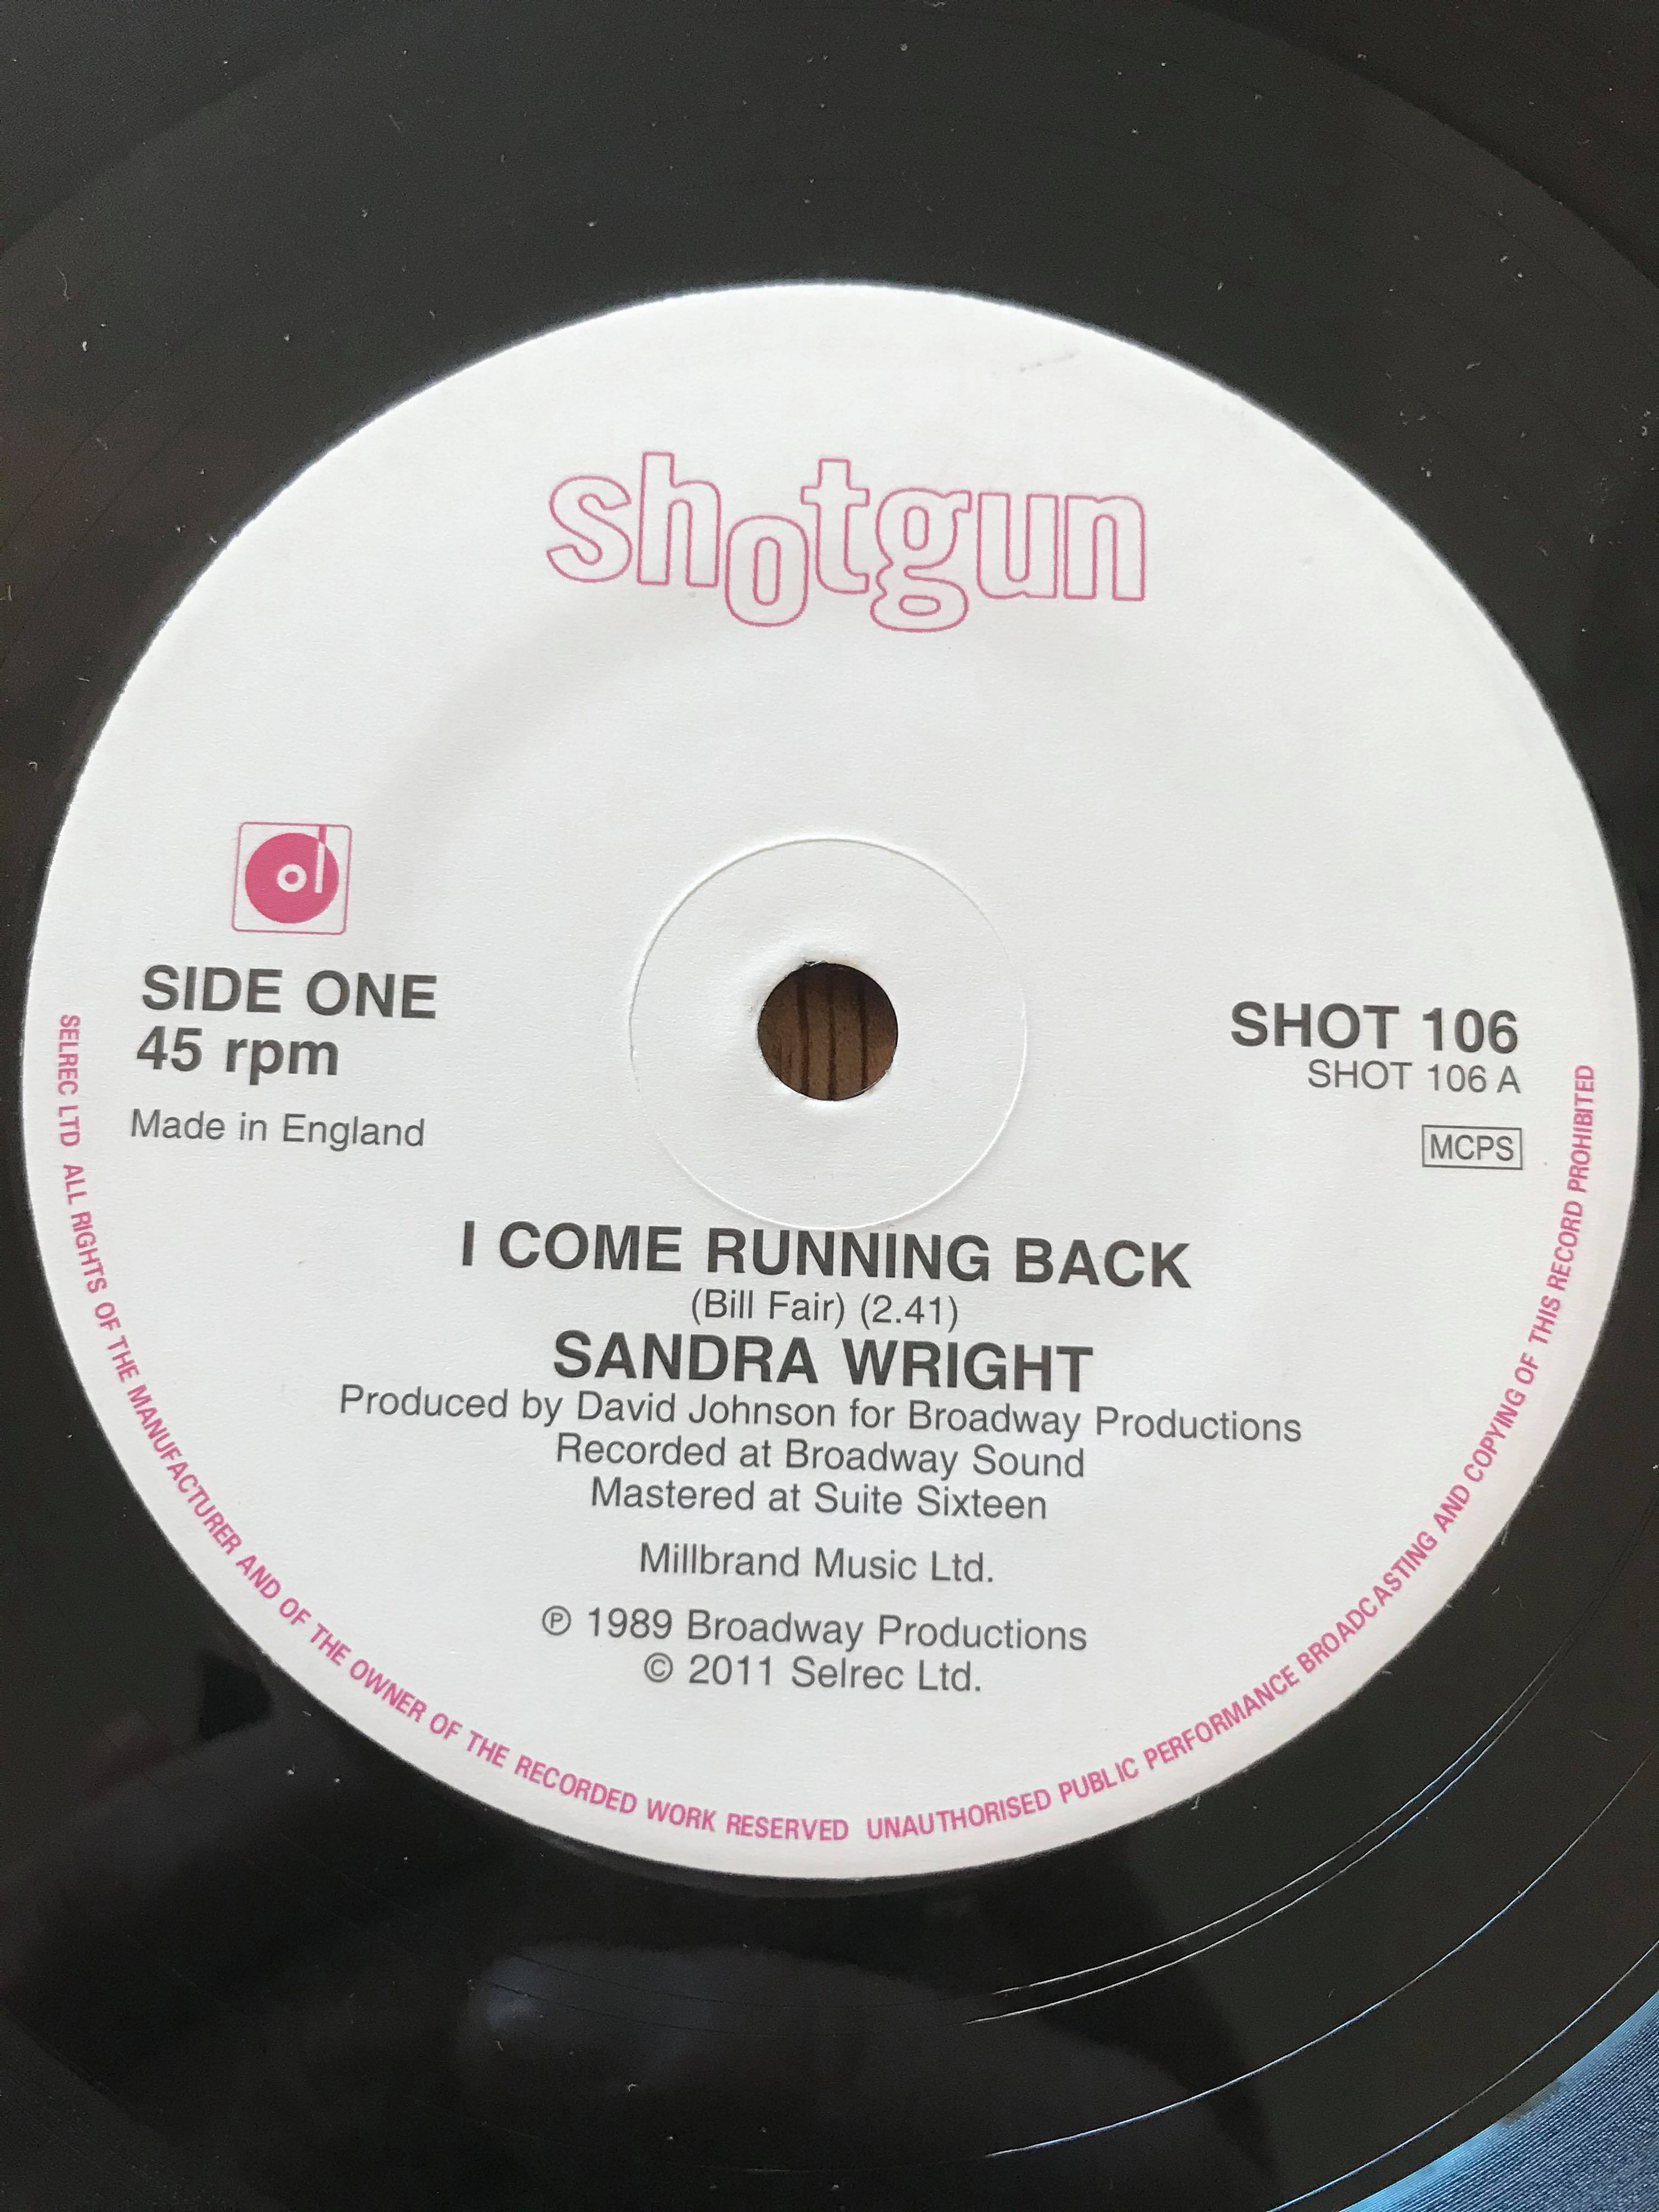 shotgun
d
SIDE ONE
45 rpm
Made in England
SHOT 106
SHOT 106 A
MCPS
I COME RUNNING BACK
(Bill Fair) (2.41)
SANDRA WRIGHT
Produced by David Johnson for Broadway Productions
Recorded at Broadway Sound
Mastered at Suite Sixteen
Millbrand Music Ltd.
℗ 1989 Broadway Productions
© 2011 Selrec Ltd.
SELREC LTD ALL RIGHTS OF THE MANUFACTURER AND OF THE OWNER OF THE RECORDED WORK RESERVED UNAUTHORISED PUBLIC PERFORMANCE BROADCASTING AND COPYING OF THIS RECORD PROHIBITED